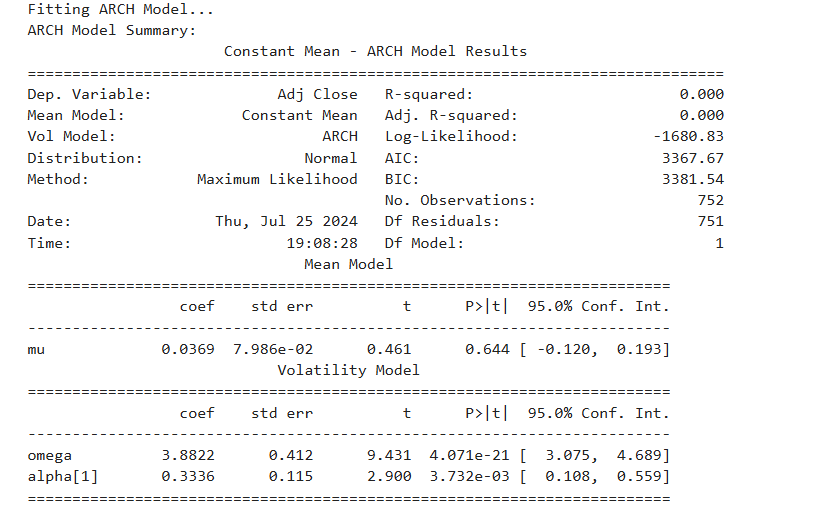 Fitting ARCH Model...
ARCH Model Summary:
                      Constant Mean - ARCH Model Results
==============================================================================
Dep. Variable:              Adj Close   R-squared:                       0.000
Mean Model:             Constant Mean   Adj. R-squared:                  0.000
Vol Model:                       ARCH   Log-Likelihood:               -1680.83
Distribution:                  Normal   AIC:                           3367.67
Method:            Maximum Likelihood   BIC:                           3381.54
                                        No. Observations:                  752
Date:                Thu, Jul 25 2024   Df Residuals:                      751
Time:                        19:08:28   Df Model:                            1
                               Mean Model
========================================================================
                 coef    std err          t      P>|t|  95.0% Conf. Int.
------------------------------------------------------------------------
mu             0.0369  7.986e-02      0.461      0.644 [ -0.120,  0.193]
                            Volatility Model
========================================================================
                 coef    std err          t      P>|t|  95.0% Conf. Int.
------------------------------------------------------------------------
omega          3.8822      0.412      9.431  4.071e-21 [  3.075,  4.689]
alpha[1]       0.3336      0.115      2.900  3.732e-03 [  0.108,  0.559]
========================================================================